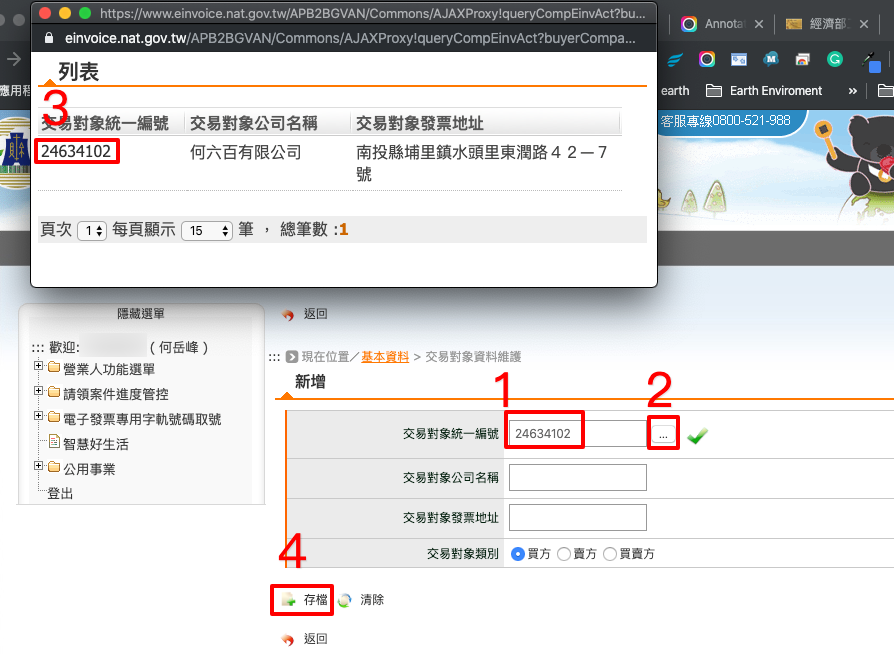 https://www.einvoice.nat.gov.tw/APB2BGVAN/Commons/AJAXProxy!queryCompEinvAct?bu...
einvoice.nat.gov.tw/APB2BGVAN/Commons/AJAXProxy!queryCompEinvAct?buyerCompa...
列表
3
交易對象統一編號 交易對象公司名稱 交易對象發票地址
24634102 何六百有限公司 南投縣埔里鎮水頭里東潤路４２－７
號
頁次 1 每頁顯示 15 筆 ， 總筆數 :1
Annota
經濟部
應用程
earth
Earth Enviroment
»
客服專線0800-521-988
隱藏選單
::: 歡迎: ( 何岳峰 )
營業人功能選單
請領案件進度管控
電子發票專用字軌號碼取號
智慧好生活
公用事業
登出
返回
::: 現在位置／基本資料 > 交易對象資料維護
新增
1
2
交易對象統一編號 24634102 ...
交易對象公司名稱
交易對象發票地址
交易對象類別 買方 賣方 買賣方
4
存檔 清除
返回